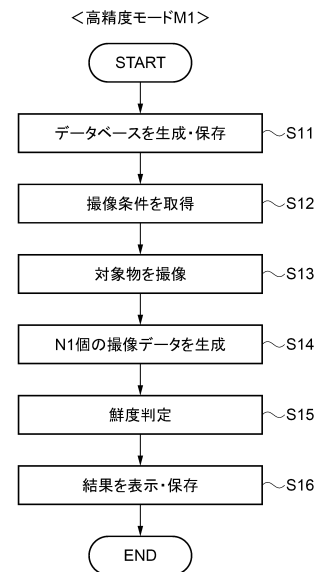 ＜高精度モードM1＞
START
データベースを生成・保存 S11
撮像条件を取得 S12
対象物を撮像 S13
N1個の撮像データを生成 S14
鮮度判定 S15
結果を表示・保存 S16
END